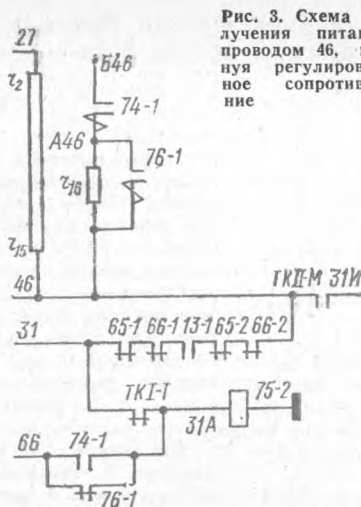 Рис. 3. Схема
лучения питан
проводом 46,
нуя регулиров
ное сопротив
ние
27
Б46
r2
74-1
А46
76-1
r16
r15
46
ТКII-М 31И
31
65-1 66-1 13-1 65-2 66-2
ТКI-Т
75-2
31А
66
74-1
76-1